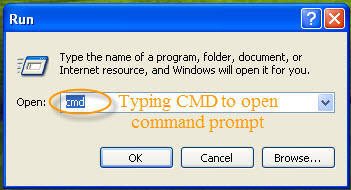 Run
Type the name of a program, folder, document, or
Internet resource, and Windows will open it for you.
Open: cmd
Typing CMD to open
command prompt
OK Cancel Browse...